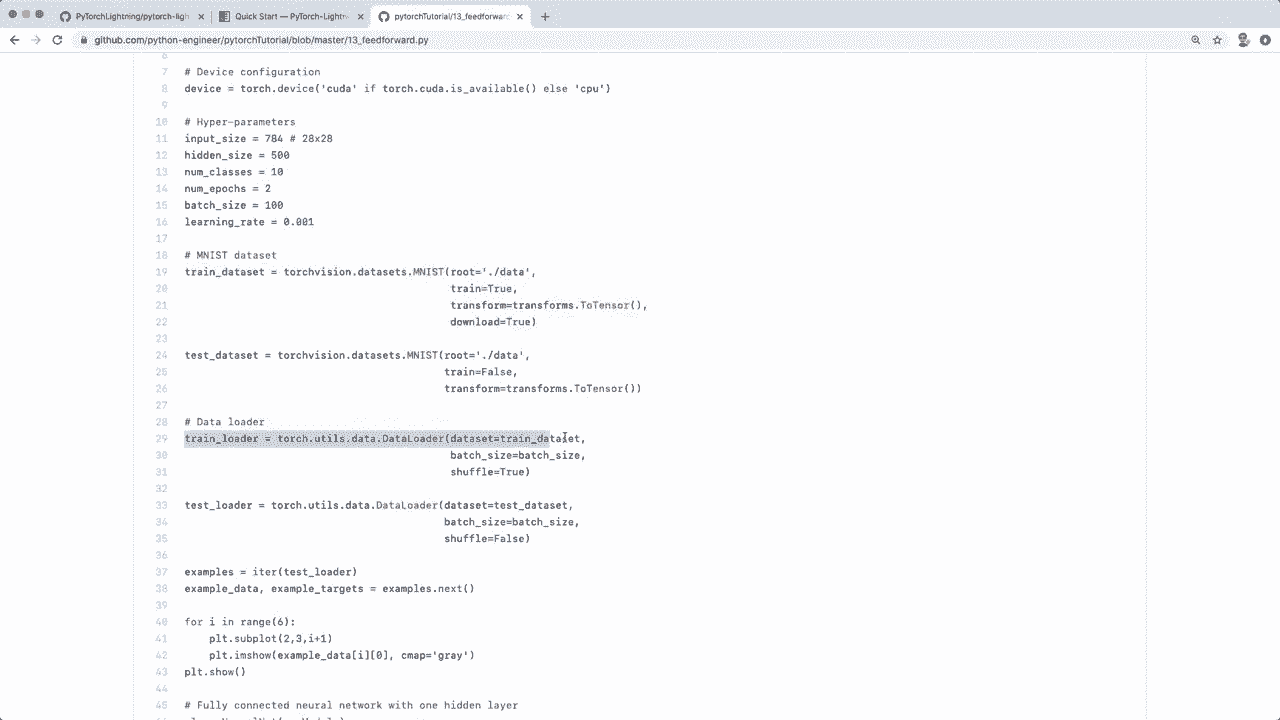 PyTorchLightning/pytorch-ligh
Quick Start — PyTorch-Lightn
pytorchTutorial/13_feedforward
github.com/python-engineer/pytorchTutorial/blob/master/13_feedforward.py
6
7 # Device configuration
8 device = torch.device('cuda' if torch.cuda.is_available() else 'cpu')
9
10 # Hyper-parameters
11 input_size = 784 # 28x28
12 hidden_size = 500
13 num_classes = 10
14 num_epochs = 2
15 batch_size = 100
16 learning_rate = 0.001
17
18 # MNIST dataset
19 train_dataset = torchvision.datasets.MNIST(root='./data',
20 train=True,
21 transform=transforms.ToTensor(),
22 download=True)
23
24 test_dataset = torchvision.datasets.MNIST(root='./data',
25 train=False,
26 transform=transforms.ToTensor())
27
28 # Data loader
29 train_loader = torch.utils.data.DataLoader(dataset=train_dataset,
30 batch_size=batch_size,
31 shuffle=True)
32
33 test_loader = torch.utils.data.DataLoader(dataset=test_dataset,
34 batch_size=batch_size,
35 shuffle=False)
36
37 examples = iter(test_loader)
38 example_data, example_targets = examples.next()
39
40 for i in range(6):
41 plt.subplot(2,3,i+1)
42 plt.imshow(example_data[i][0], cmap='gray')
43 plt.show()
44
45 # Fully connected neural network with one hidden layer